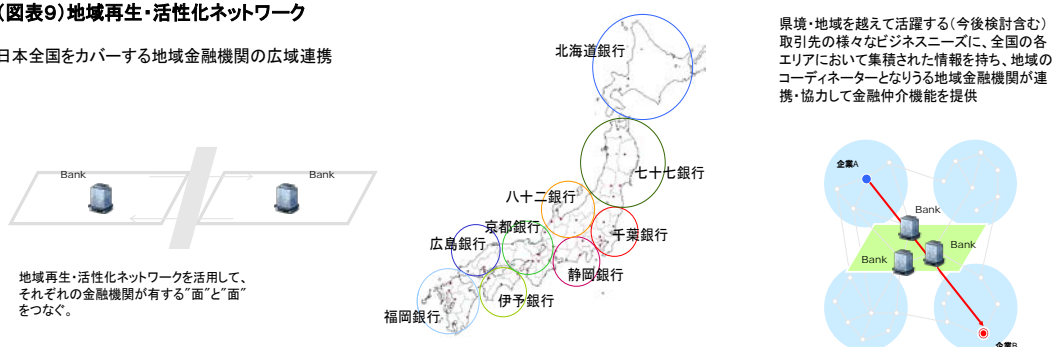 (図表9)地域再生・活性化ネットワーク
日本全国をカバーする地域金融機関の広域連携
Bank
Bank
地域再生・活性化ネットワークを活用して、
それぞれの金融機関が有する"面"と"面"
をつなぐ。
北海道銀行
七十七銀行
八十二銀行
京都銀行
千葉銀行
広島銀行
静岡銀行
伊予銀行
福岡銀行
県境・地域を越えて活躍する(今後検討含む)
取引先の様々なビジネスニーズに、全国の各
エリアにおいて集積された情報を持ち、地域の
コーディネーターとなりうる地域金融機関が連
携・協力して金融仲介機能を提供
企業A
Bank
Bank
Bank
企業B